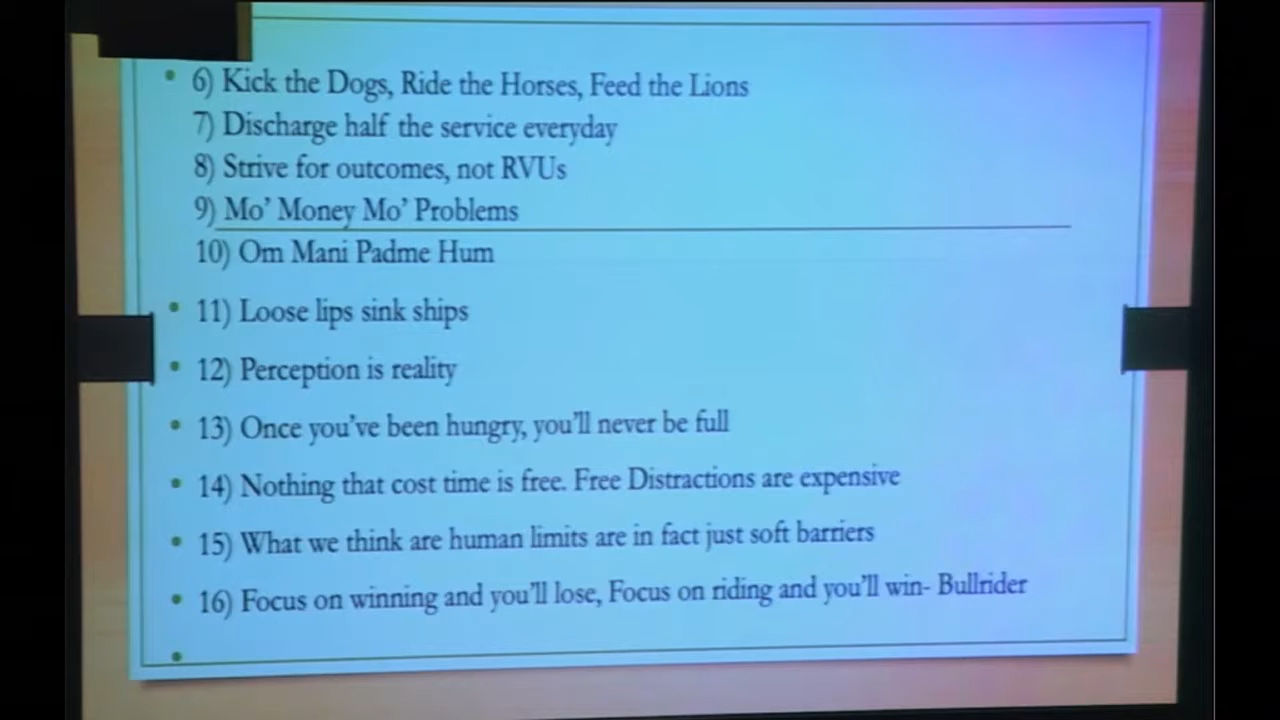 • 6) Kick the Dogs, Ride the Horses, Feed the Lions
7) Discharge half the service everyday
8) Strive for outcomes, not RVUs
9) Mo' Money Mo' Problems
10) Om Mani Padme Hum
• 11) Loose lips sink ships
• 12) Perception is reality
• 13) Once you've been hungry, you'll never be full
• 14) Nothing that cost time is free. Free Distractions are expensive
• 15) What we think are human limits are in fact just soft barriers
• 16) Focus on winning and you'll lose, Focus on riding and you'll win- Bullrider